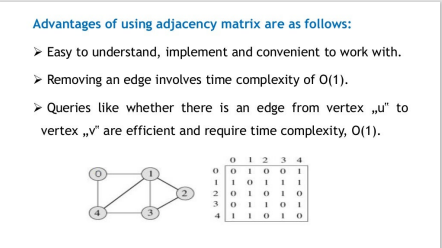 Advantages of using adjacency matrix are as follows:
➢ Easy to understand, implement and convenient to work with.
➢ Removing an edge involves time complexity of O(1).
➢ Queries like whether there is an edge from vertex „u" to
vertex „v" are efficient and require time complexity, O(1).
0 1 2 3 4
0 0 1 0 0 1
1 1 0 1 1 1
2 0 1 0 1 0
3 0 1 1 0 1
4 1 1 0 1 0
0 1
2
4 3